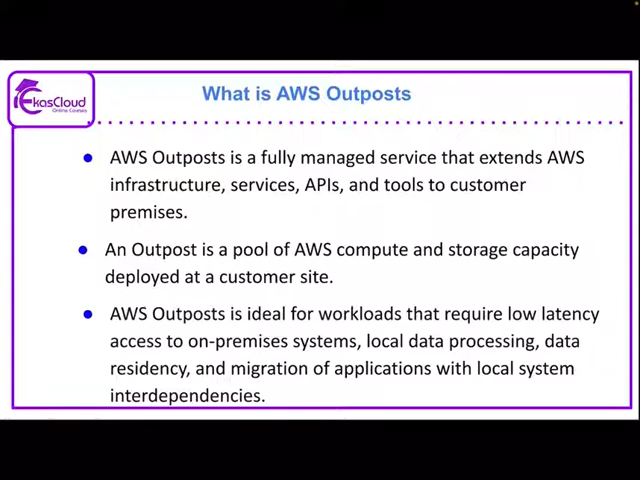 EkasCloud
Online Courses
What is AWS Outposts
● AWS Outposts is a fully managed service that extends AWS
infrastructure, services, APIs, and tools to customer
premises.
● An Outpost is a pool of AWS compute and storage capacity
deployed at a customer site.
● AWS Outposts is ideal for workloads that require low latency
access to on-premises systems, local data processing, data
residency, and migration of applications with local system
interdependencies.